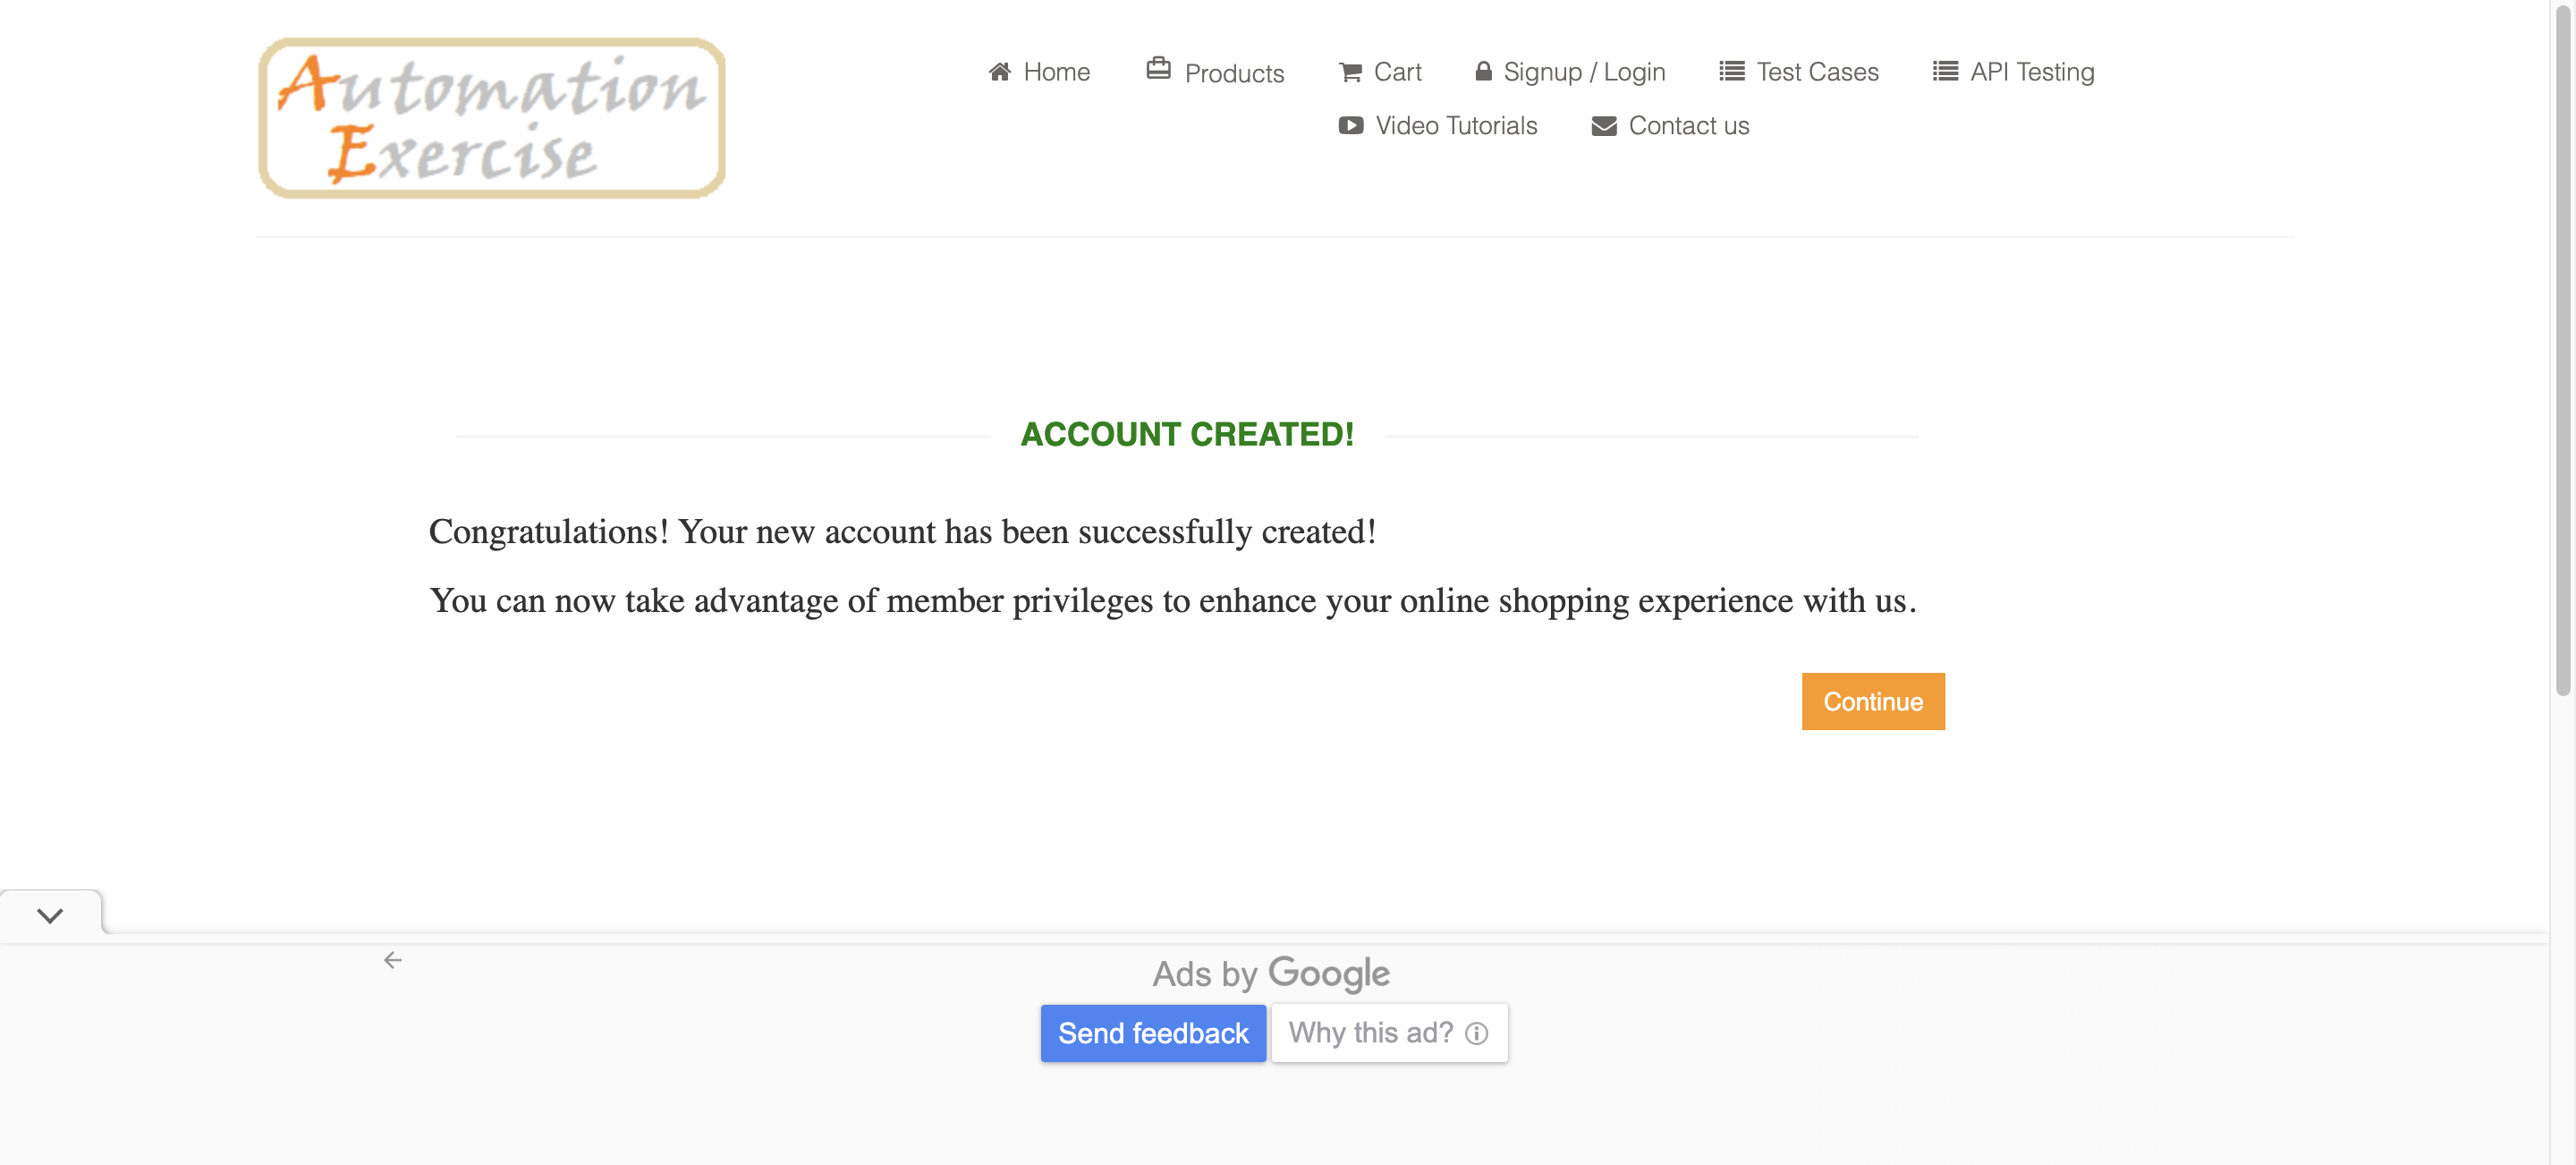 Automation
Exercise
Home Products Cart Signup / Login Test Cases API Testing
Video Tutorials Contact us
ACCOUNT CREATED!
Congratulations! Your new account has been successfully created!
You can now take advantage of member privileges to enhance your online shopping experience with us.
Continue
Ads by Google
Send feedback Why this ad?